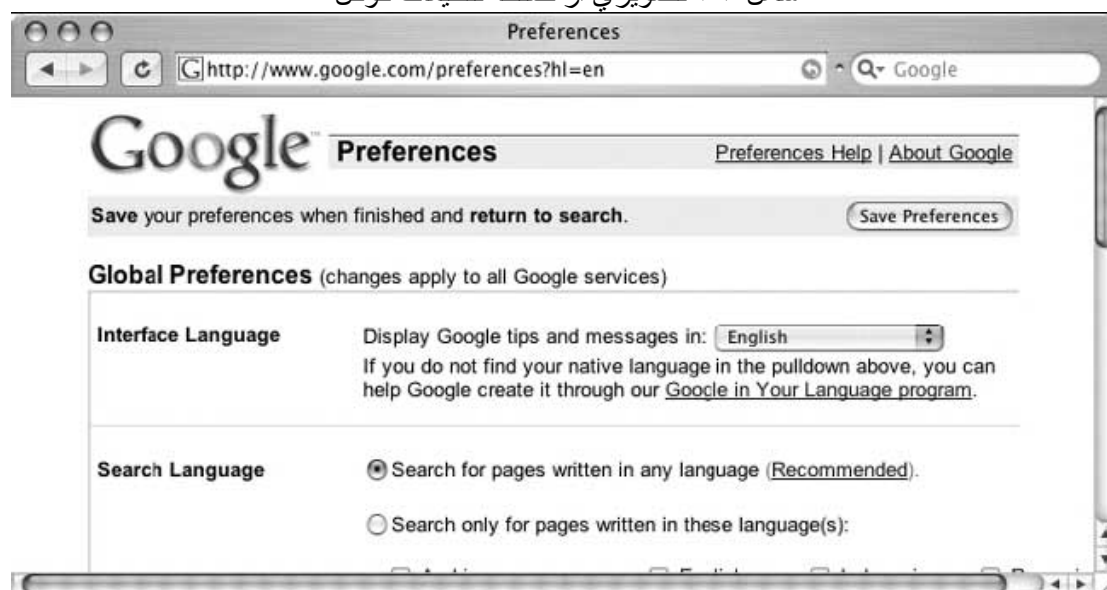 Preferences
http://www.google.com/preferences?hl=en
Google
Google™ Preferences
Preferences Help | About Google
Save your preferences when finished and return to search.
Save Preferences
Global Preferences (changes apply to all Google services)
Interface Language
Display Google tips and messages in: English
If you do not find your native language in the pulldown above, you can
help Google create it through our Google in Your Language program.
Search Language
Search for pages written in any language (Recommended).
Search only for pages written in these language(s):